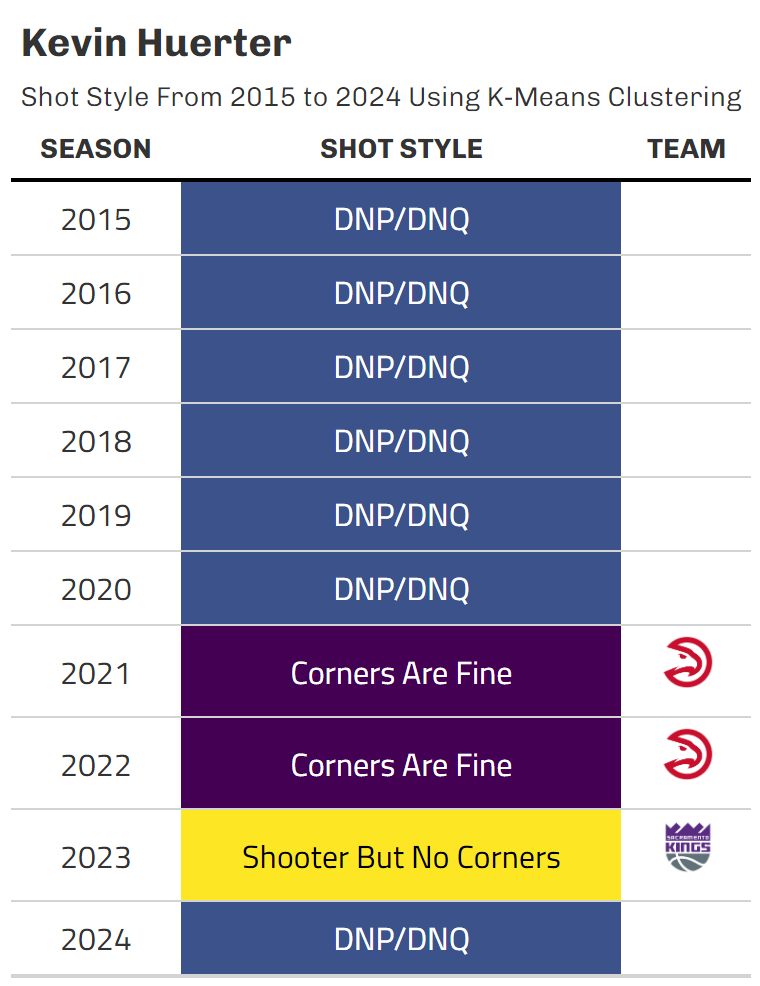 Kevin Huerter
Shot Style From 2015 to 2024 Using K-Means Clustering
SEASON SHOT STYLE TEAM
2015 DNP/DNQ
2016 DNP/DNQ
2017 DNP/DNQ
2018 DNP/DNQ
2019 DNP/DNQ
2020 DNP/DNQ
2021 Corners Are Fine
2022 Corners Are Fine
2023 Shooter But No Corners SACRAMENTO KINGS
2024 DNP/DNQ